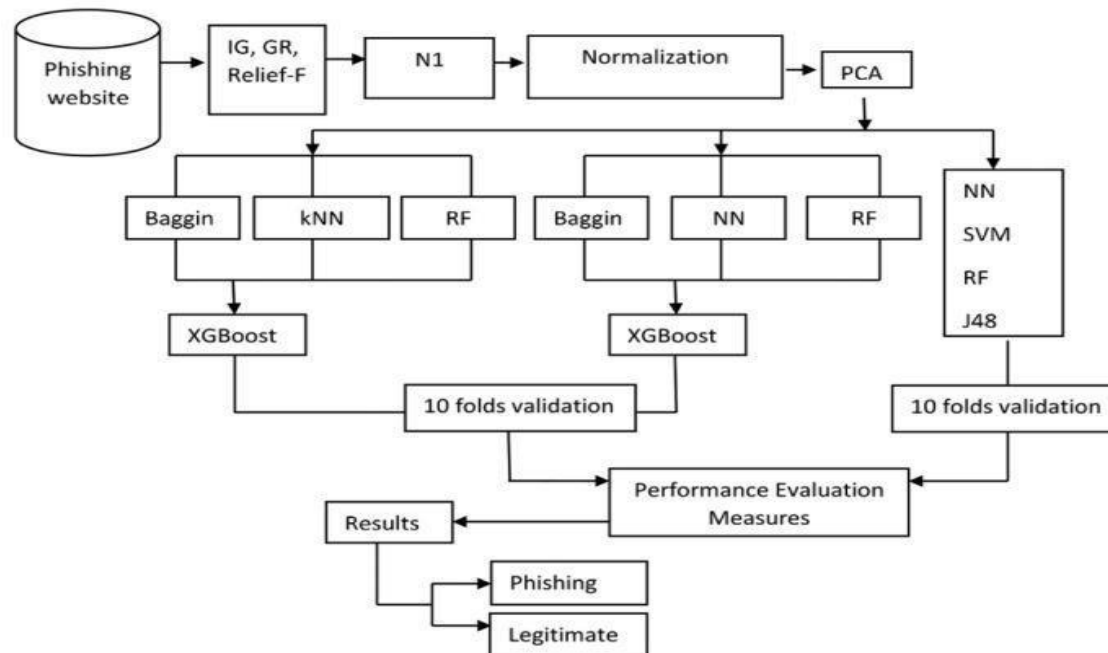 Phishing
website
IG, GR,
Relief-F
N1
Normalization
PCA
Baggin
kNN
RF
Baggin
NN
RF
NN
SVM
RF
J48
XGBoost
XGBoost
10 folds validation
10 folds validation
Performance Evaluation
Measures
Results
Phishing
Legitimate